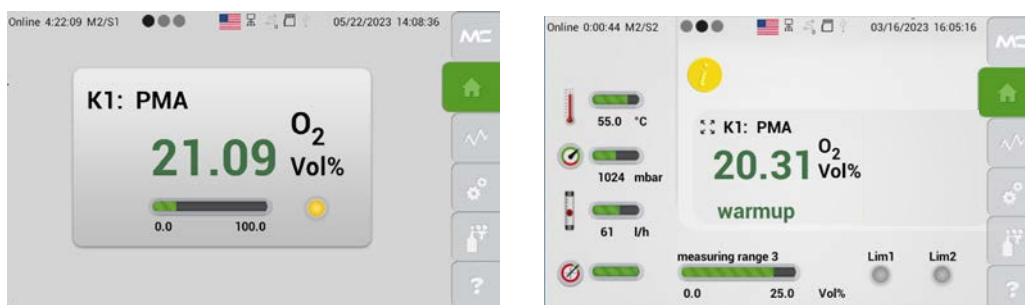 Online 4:22:09 M2/S1 05/22/2023 14:08:36
MC
K1: PMA
21.09 O2 Vol%
0.0 100.0
?
Online 0:00:44 M2/S2 03/16/2023 16:05:16
MC
i
55.0 °C
1024 mbar
61 l/h
K1: PMA
20.31 O2 Vol%
warmup
measuring range 3 Lim1 Lim2
0.0 25.0 Vol%
?